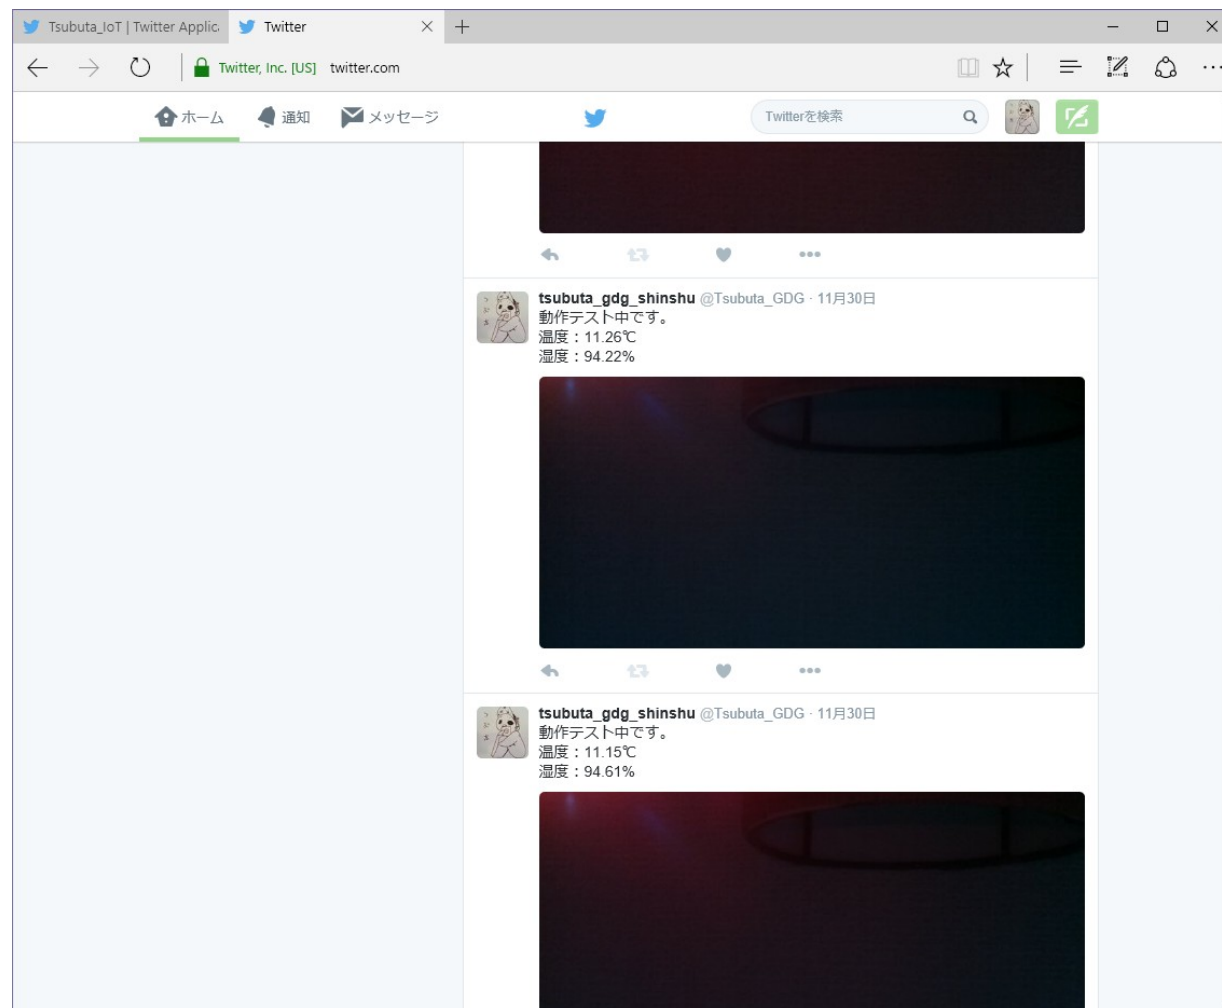 Tsubuta_IoT | Twitter Applic
Twitter
Twitter, Inc. [US] twitter.com
ホーム 通知 メッセージ Twitterを検索
tsubuta_gdg_shinshu @Tsubuta_GDG · 11月30日
動作テスト中です。
温度：11.26℃
湿度：94.22%
tsubuta_gdg_shinshu @Tsubuta_GDG · 11月30日
動作テスト中です。
温度：11.15℃
湿度：94.61%